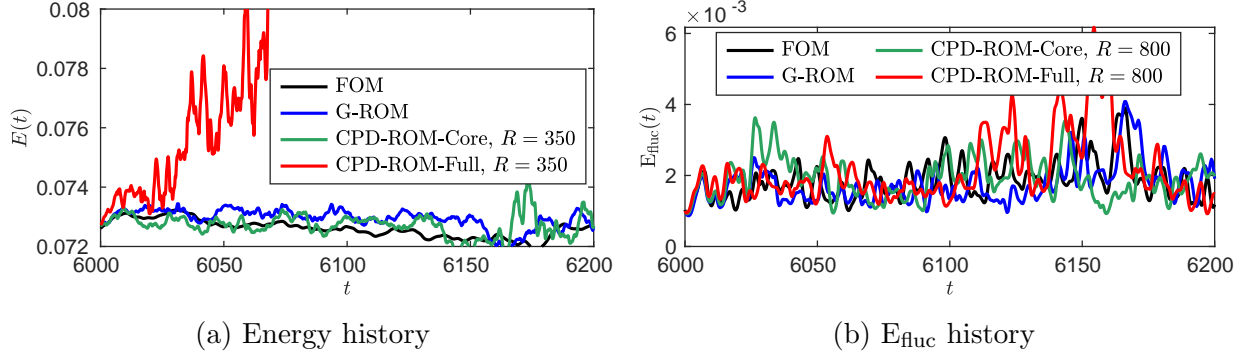 0.08
0.078
0.076
0.074
0.072
E(t)
FOM
G-ROM
CPD-ROM-Core, R = 350
CPD-ROM-Full, R = 350
6000 6050 6100 6150 6200
t
(a) Energy history
× 10⁻³
6
4
2
0
E_fluc(t)
FOM CPD-ROM-Core, R = 800
G-ROM CPD-ROM-Full, R = 800
6000 6050 6100 6150 6200
t
(b) E_fluc history